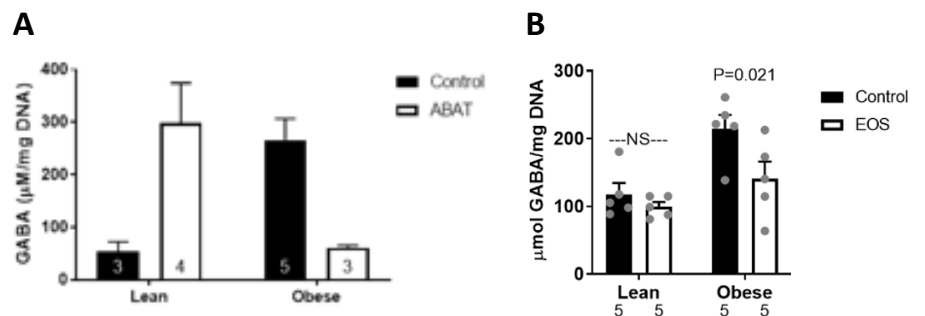 A
GABA (µM/mg DNA)
400
300
200
100
0
3
4
5
3
Lean
Obese
Control
ABAT
B
µmol GABA/mg DNA
300
200
100
0
---NS---
P=0.021
Lean
Obese
5
5
5
5
Control
EOS